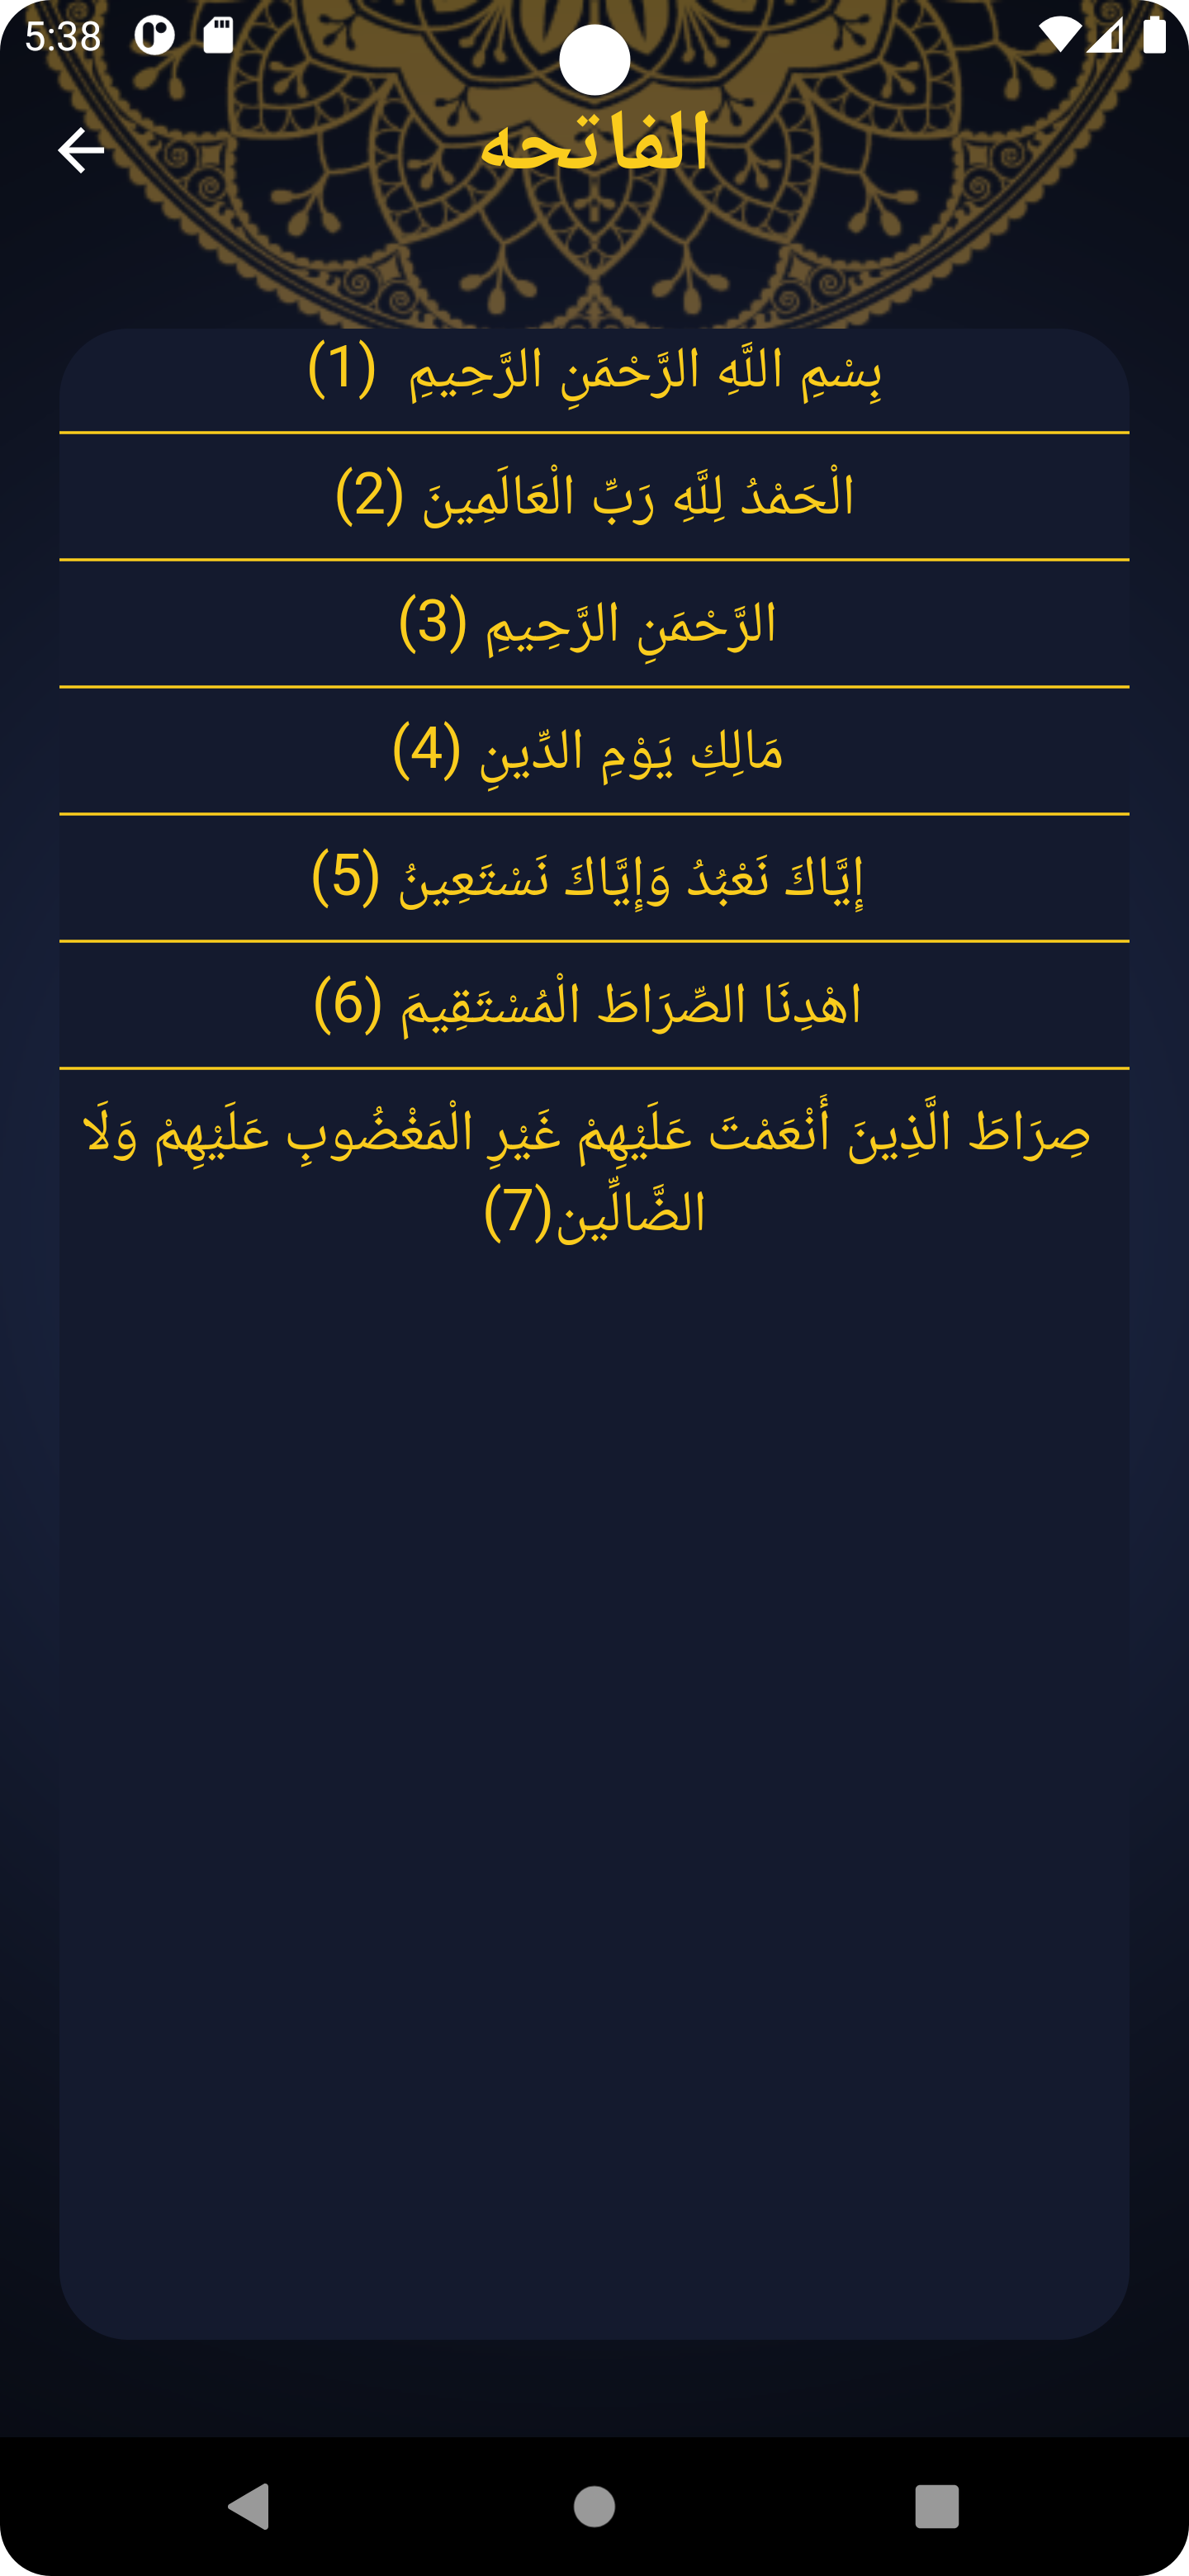 5:38
الفاتحه
بِسْمِ اللَّهِ الرَّحْمَنِ الرَّحِيمِ (1)
الْحَمْدُ لِلَّهِ رَبِّ الْعَالَمِينَ (2)
الرَّحْمَنِ الرَّحِيمِ (3)
مَالِكِ يَوْمِ الدِّينِ (4)
إِيَّاكَ نَعْبُدُ وَإِيَّاكَ نَسْتَعِينُ (5)
اهْدِنَا الصِّرَاطَ الْمُسْتَقِيمَ (6)
صِرَاطَ الَّذِينَ أَنْعَمْتَ عَلَيْهِمْ غَيْرِ الْمَغْضُوبِ عَلَيْهِمْ وَلَا
الضَّالِّين(7)